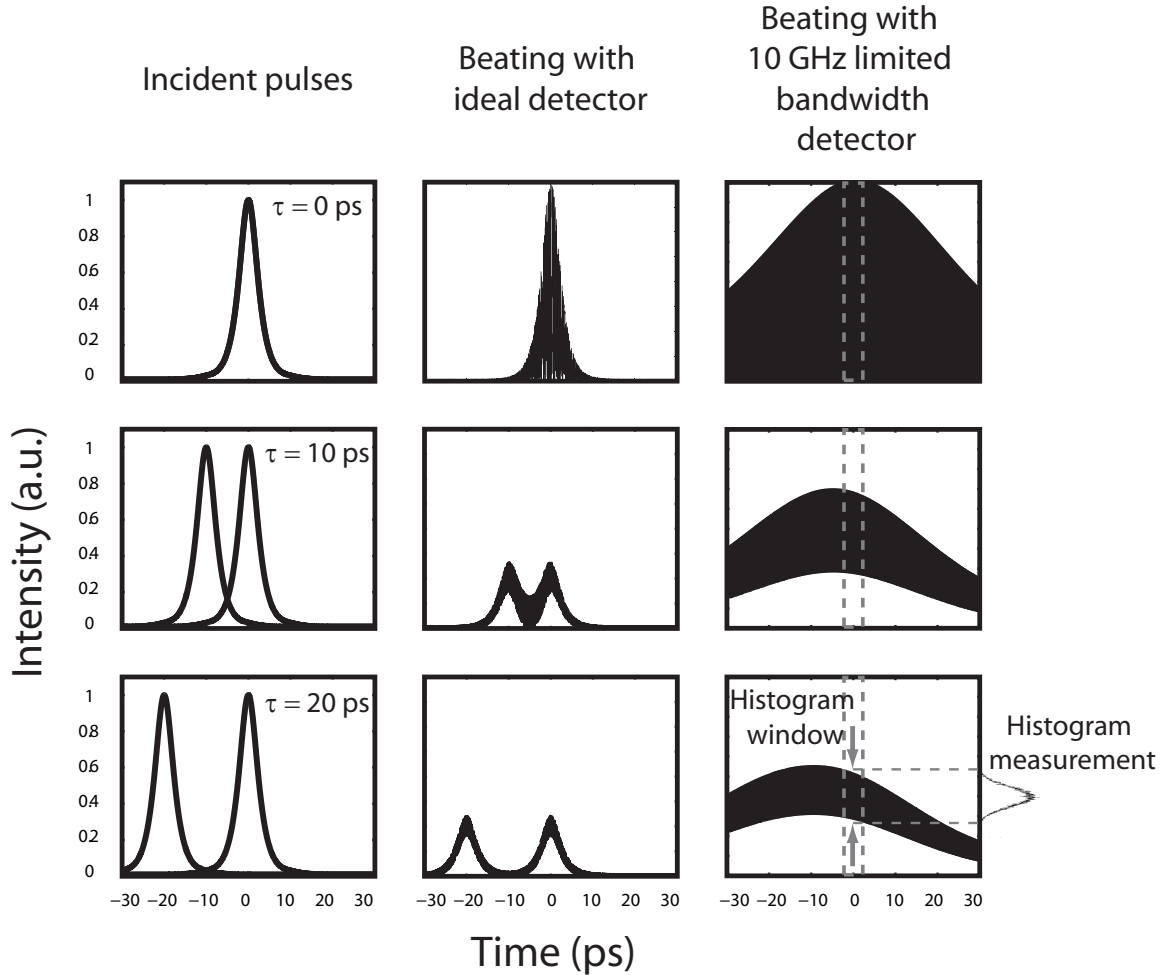 Incident pulses
Beating with
ideal detector
Beating with
10 GHz limited
bandwidth
detector
Intensity (a.u.)
1
0.8
0.6
0.4
0.2
0
τ = 0 ps
1
0.8
0.6
0.4
0.2
0
τ = 10 ps
1
0.8
0.6
0.4
0.2
0
τ = 20 ps
Histogram
window
Histogram
measurement
−30 −20 −10 0 10 20 30
−30 −20 −10 0 10 20 30
−30 −20 −10 0 10 20 30
Time (ps)